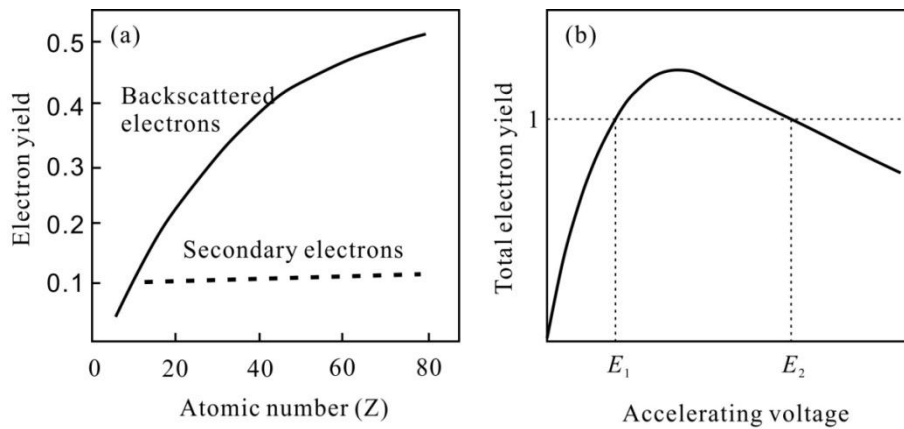 (a)
Electron yield
0.5
0.4
0.3
0.2
0.1
Backscattered
electrons
Secondary electrons
0
20
40
60
80
Atomic number (Z)
(b)
Total electron yield
1
E₁
E₂
Accelerating voltage